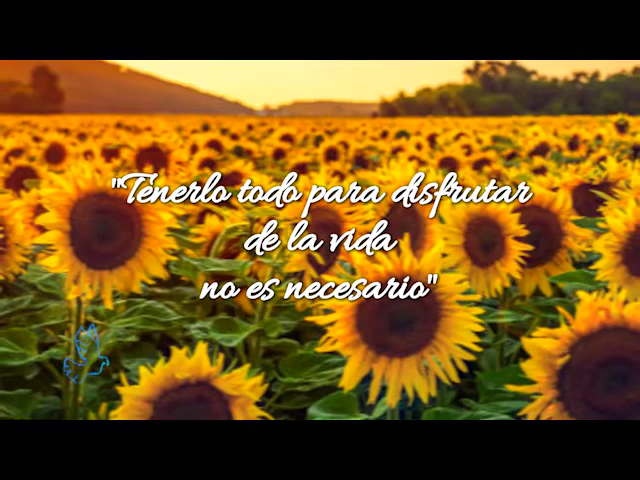 "Tenerlo todo para disfrutar
de la vida
no es necesario"